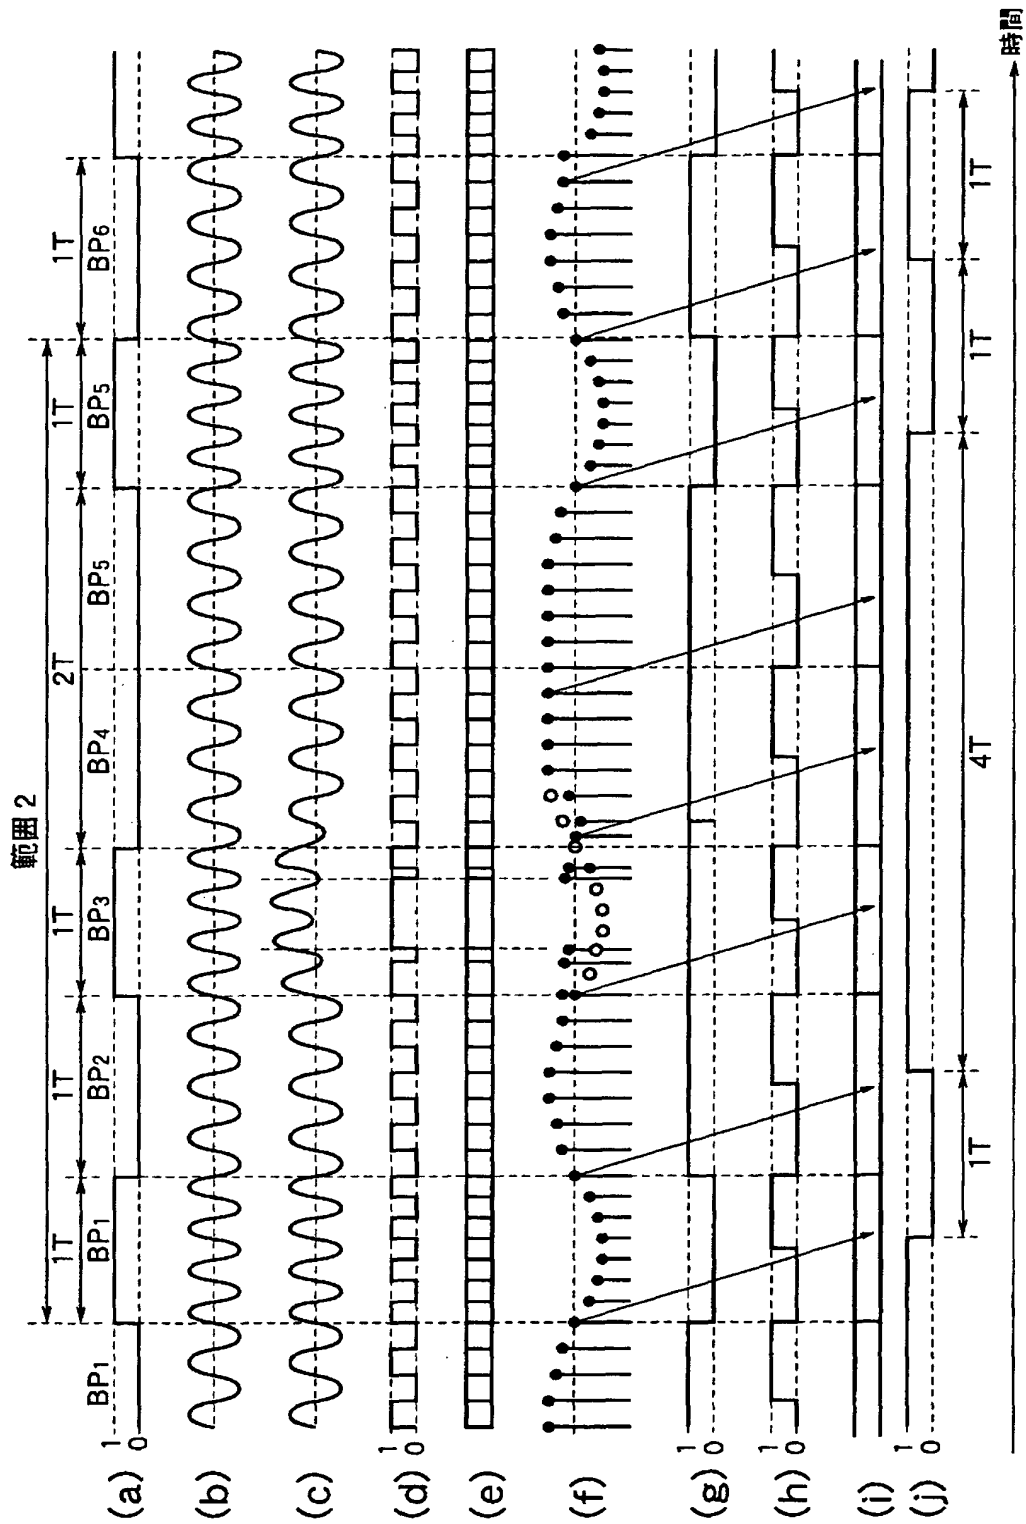 範囲 2
1T 1T 1T 2T 1T 1T
BP1 BP1 BP2 BP3 BP4 BP5 BP5 BP6
(a) 1 0
(b)
(c)
(d) 1 0
(e)
(f)
(g) 1 0
(h) 1 0
(i)
(j) 1 0
1T 4T 1T 1T
時間